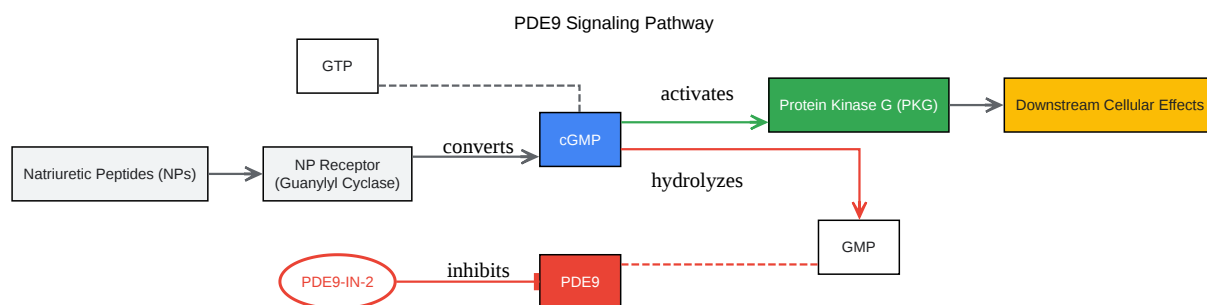 PDE9 Signaling Pathway
GTP
activates
Protein Kinase G (PKG)
Downstream Cellular Effects
cGMP
converts
Natriuretic Peptides (NPs)
NP Receptor
(Guanylyl Cyclase)
hydrolyzes
GMP
PDE9-IN-2
inhibits
PDE9